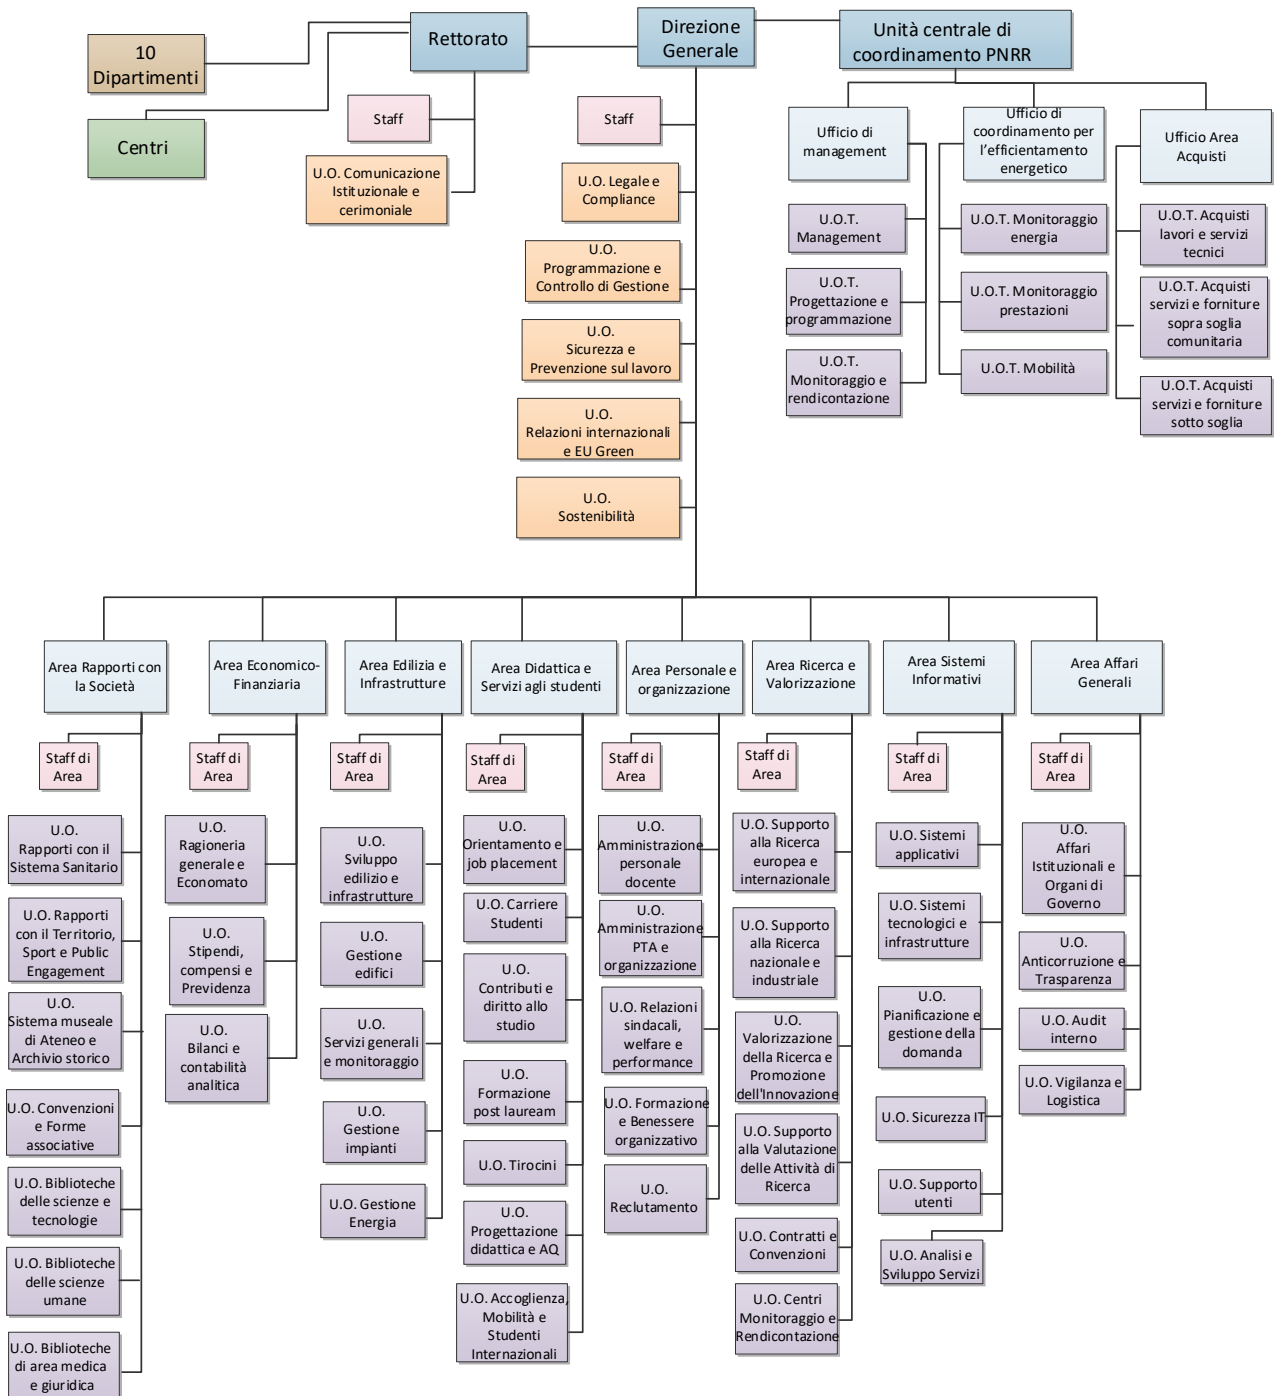 10
Dipartimenti
Centri
Rettorato
Staff
U.O. Comunicazione
Istituzionale e
cerimoniale
Direzione
Generale
Staff
U.O. Legale e
Compliance
U.O.
Programmazione e
Controllo di Gestione
U.O.
Sicurezza e
Prevenzione sul lavoro
U.O.
Relazioni internazionali
e EU Green
U.O.
Sostenibilità
Unità centrale di
coordinamento PNRR
Ufficio di
management
U.O.T.
Management
U.O.T.
Progettazione e
programmazione
U.O.T.
Monitoraggio e
rendicontazione
Ufficio di
coordinamento per
l’efficientamento
energetico
U.O.T. Monitoraggio
energia
U.O.T. Monitoraggio
prestazioni
U.O.T. Mobilità
Ufficio Area
Acquisti
U.O.T. Acquisti
lavori e servizi
tecnici
U.O.T. Acquisti
servizi e forniture
sopra soglia
comunitaria
U.O.T. Acquisti
servizi e forniture
sotto soglia
Area Rapporti con
la Società
Staff di
Area
U.O.
Rapporti con il
Sistema Sanitario
U.O. Rapporti
con il Territorio,
Sport e Public
Engagement
U.O.
Sistema museale
di Ateneo e
Archivio storico
U.O. Convenzioni
e Forme
associative
U.O. Biblioteche
delle scienze e
tecnologie
U.O. Biblioteche
delle scienze
umane
U.O. Biblioteche
di area medica
e giuridica
Area Economico-
Finanziaria
Staff di
Area
U.O.
Ragioneria
generale e
Economato
U.O.
Stipendi,
compensi e
Previdenza
U.O.
Bilanci e
contabilità
analitica
Area Edilizia e
Infrastrutture
Staff di
Area
U.O.
Sviluppo
edilizio e
infrastrutture
U.O.
Gestione
edifici
U.O.
Servizi generali
e monitoraggio
U.O.
Gestione
impianti
U.O. Gestione
Energia
Area Didattica e
Servizi agli studenti
Staff di
Area
U.O.
Orientamento e
job placement
U.O. Carriere
Studenti
U.O.
Contributi e
diritto allo
studio
U.O.
Formazione
post lauream
U.O. Tirocini
U.O.
Progettazione
didattica e AQ
U.O. Accoglienza,
Mobilità e
Studenti
Internazionali
Area Personale e
organizzazione
Staff di
Area
U.O.
Amministrazione
personale
docente
U.O.
Amministrazione
PTA e
organizzazione
U.O. Relazioni
sindacali,
welfare e
performance
U.O. Formazione
e Benessere
organizzativo
U.O.
Reclutamento
Area Ricerca e
Valorizzazione
Staff di
Area
U.O. Supporto
alla Ricerca
europea e
internazionale
U.O. Supporto
alla Ricerca
nazionale e
industriale
U.O.
Valorizzazione
della Ricerca e
Promozione
dell'Innovazione
U.O. Supporto
alla Valutazione
delle Attività di
Ricerca
U.O. Contratti e
Convenzioni
U.O. Centri
Monitoraggio e
Rendicontazione
Area Sistemi
Informativi
Staff di
Area
U.O. Sistemi
applicativi
U.O. Sistemi
tecnologici e
infrastrutture
U.O.
Pianificazione e
gestione della
domanda
U.O. Sicurezza IT
U.O. Supporto
utenti
U.O. Analisi e
Sviluppo Servizi
Area Affari
Generali
Staff di
Area
U.O.
Affari
Istituzionali e
Organi di
Governo
U.O.
Anticorruzione e
Trasparenza
U.O. Audit
interno
U.O. Vigilanza e
Logistica